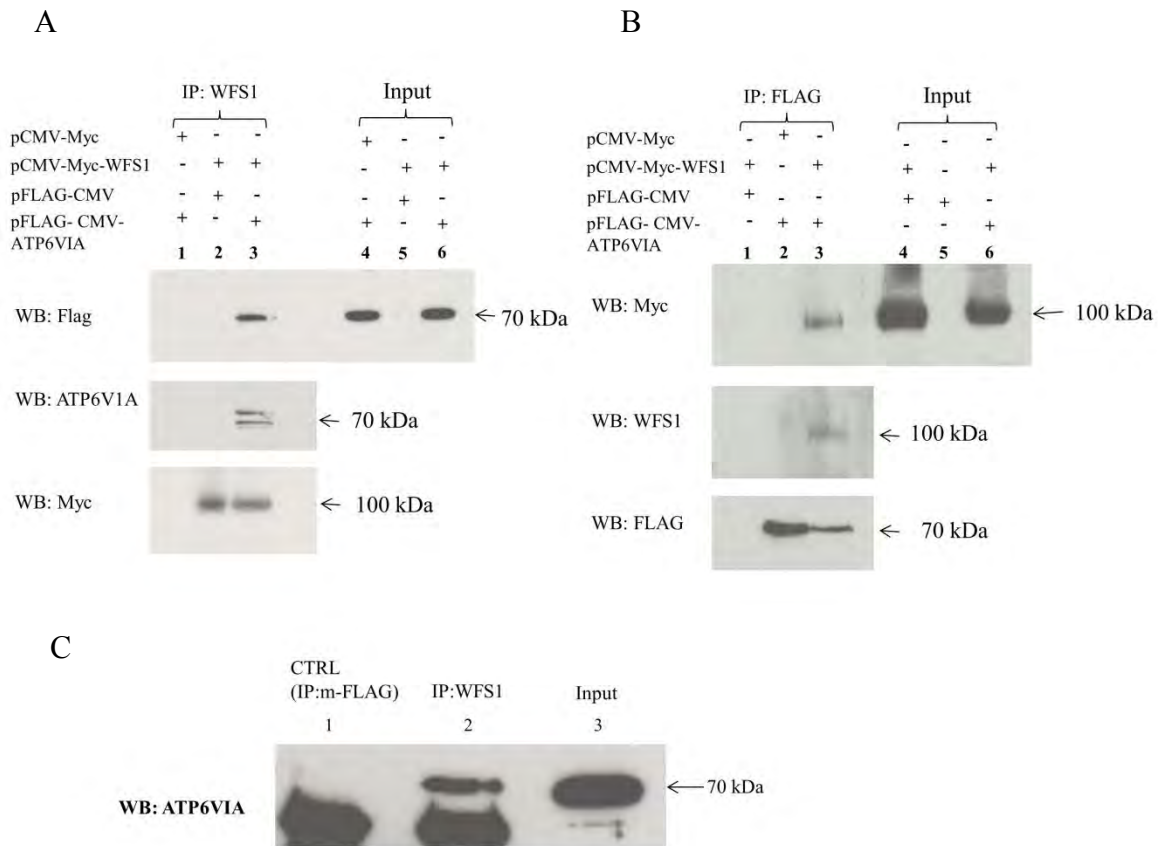 A
IP: WFS1 Input
pCMV-Myc + - - + - -
pCMV-Myc-WFS1 - + + - + +
pFLAG-CMV - + - - + -
pFLAG- CMV- + - + + - +
ATP6VIA
1 2 3 4 5 6
WB: Flag
70 kDa
WB: ATP6V1A
70 kDa
WB: Myc
100 kDa
B
IP: FLAG Input
pCMV-Myc - + - - - -
pCMV-Myc-WFS1 + - + + - +
pFLAG-CMV + - - + + -
pFLAG- CMV- - + + - - +
ATP6VIA
1 2 3 4 5 6
WB: Myc
100 kDa
WB: WFS1
100 kDa
WB: FLAG
70 kDa
C
CTRL
(IP:m-FLAG) IP:WFS1 Input
1 2 3
WB: ATP6VIA
70 kDa